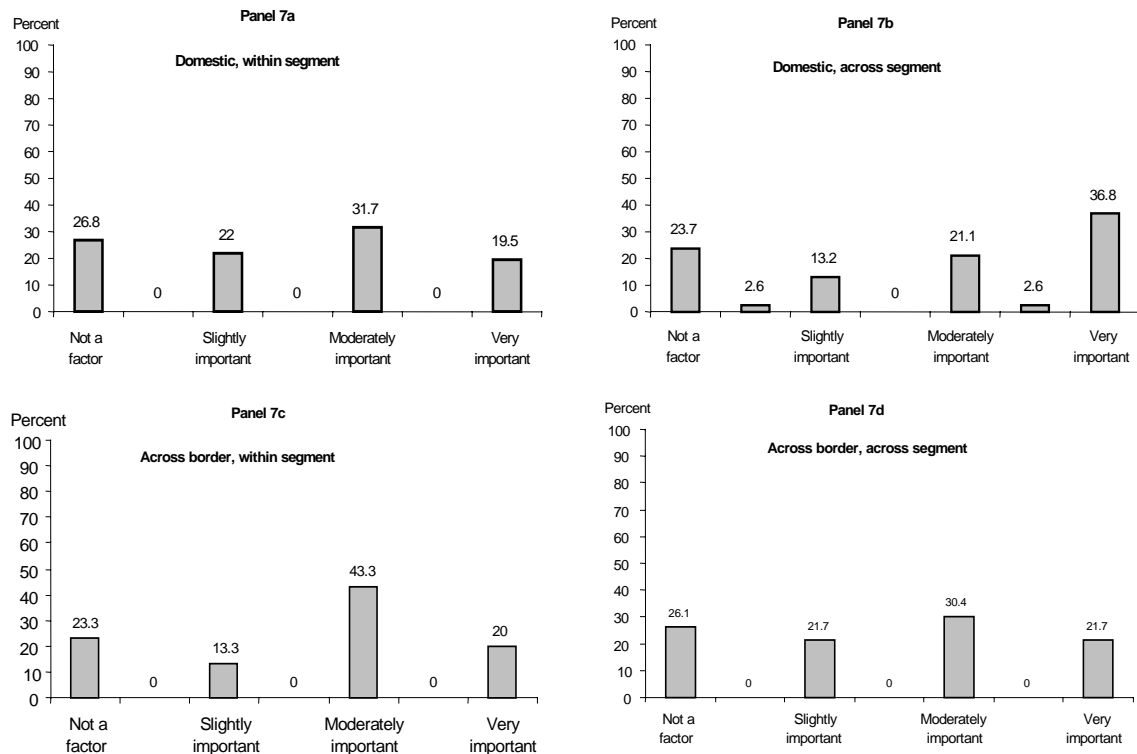 Panel 7a
Percent
Domestic, within segment
100
90
80
70
60
50
40
30
20
10
0
26.8
0
22
0
31.7
0
19.5
Not a
factor
Slightly
important
Moderately
important
Very
important
Panel 7b
Percent
Domestic, across segment
100
90
80
70
60
50
40
30
20
10
0
23.7
2.6
13.2
0
21.1
2.6
36.8
Not a
factor
Slightly
important
Moderately
important
Very
important
Panel 7c
Percent
Across border, within segment
100
90
80
70
60
50
40
30
20
10
0
23.3
0
13.3
0
43.3
0
20
Not a
factor
Slightly
important
Moderately
important
Very
important
Panel 7d
Percent
Across border, across segment
100
90
80
70
60
50
40
30
20
10
0
26.1
0
21.7
0
30.4
0
21.7
Not a
factor
Slightly
important
Moderately
important
Very
important